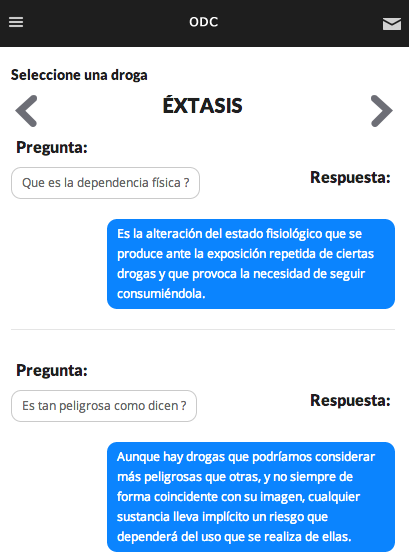 ODC
Seleccione una droga
ÉXTASIS
Pregunta:
Que es la dependencia física ?
Respuesta:
Es la alteración del estado fisiológico que se
produce ante la exposición repetida de ciertas
drogas y que provoca la necesidad de seguir
consumiéndola.
Pregunta:
Es tan peligrosa como dicen ?
Respuesta:
Aunque hay drogas que podríamos considerar
más peligrosas que otras, y no siempre de
forma coincidente con su imagen, cualquier
sustancia lleva implícito un riesgo que
dependerá del uso que se realiza de ellas.